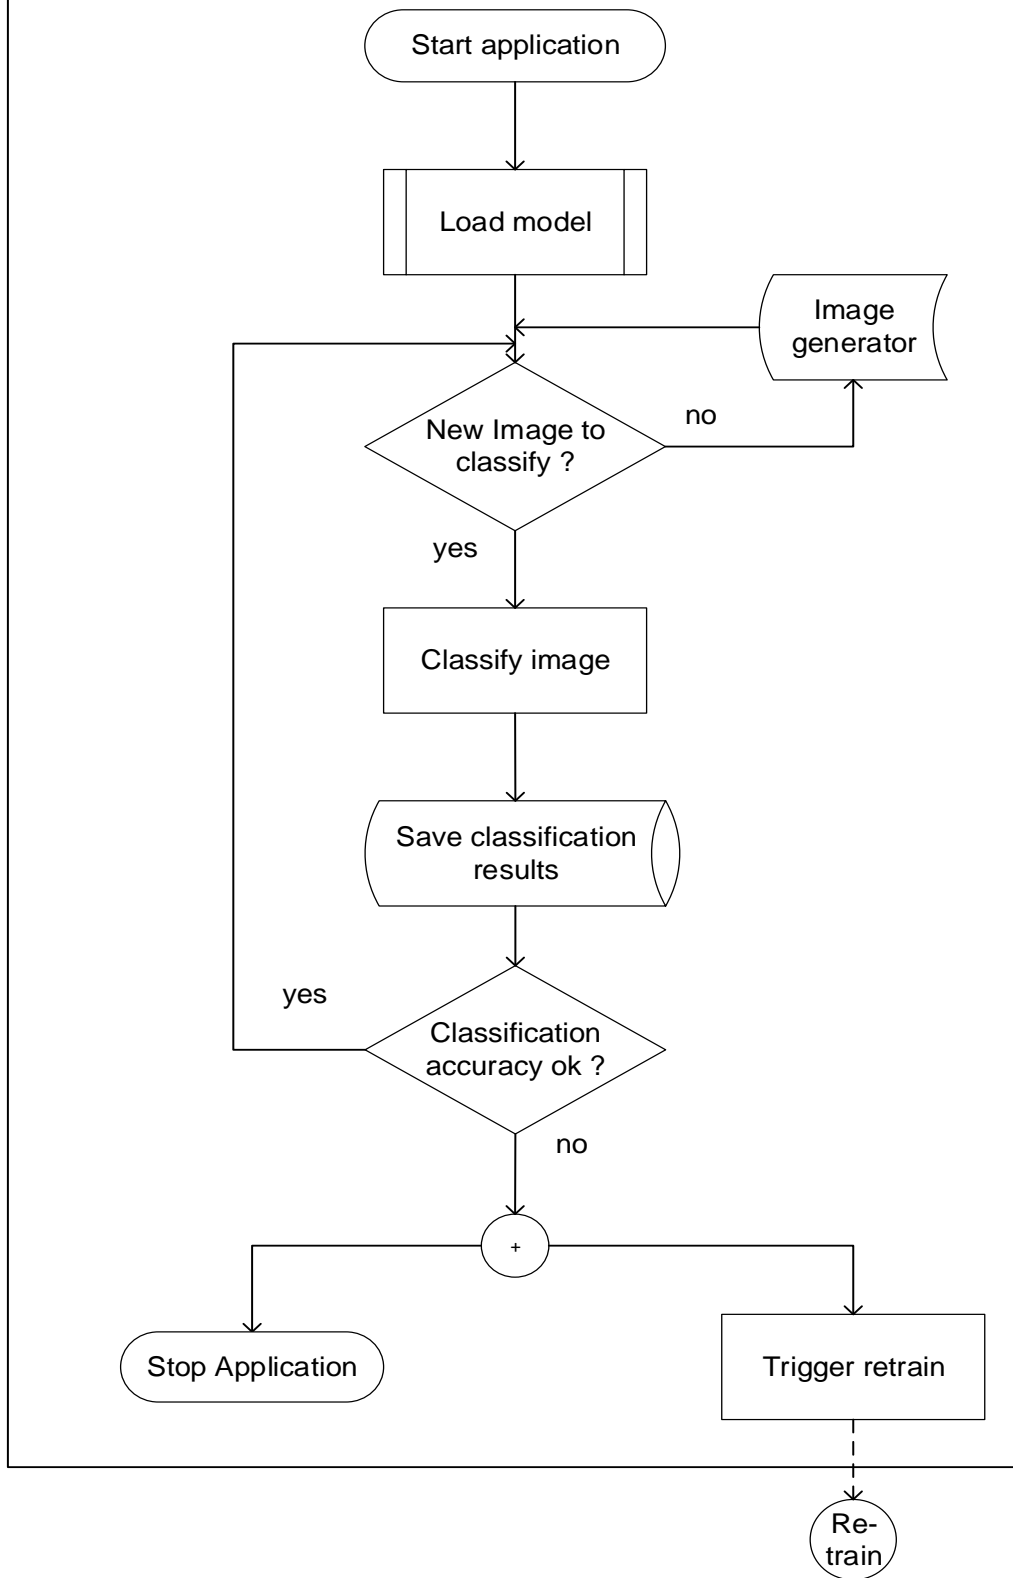 Start application
Load model
Image
generator
New Image to
classify ?
no
yes
Classify image
Save classification
results
yes
Classification
accuracy ok ?
no
+
Stop Application
Trigger retrain
Re-
train